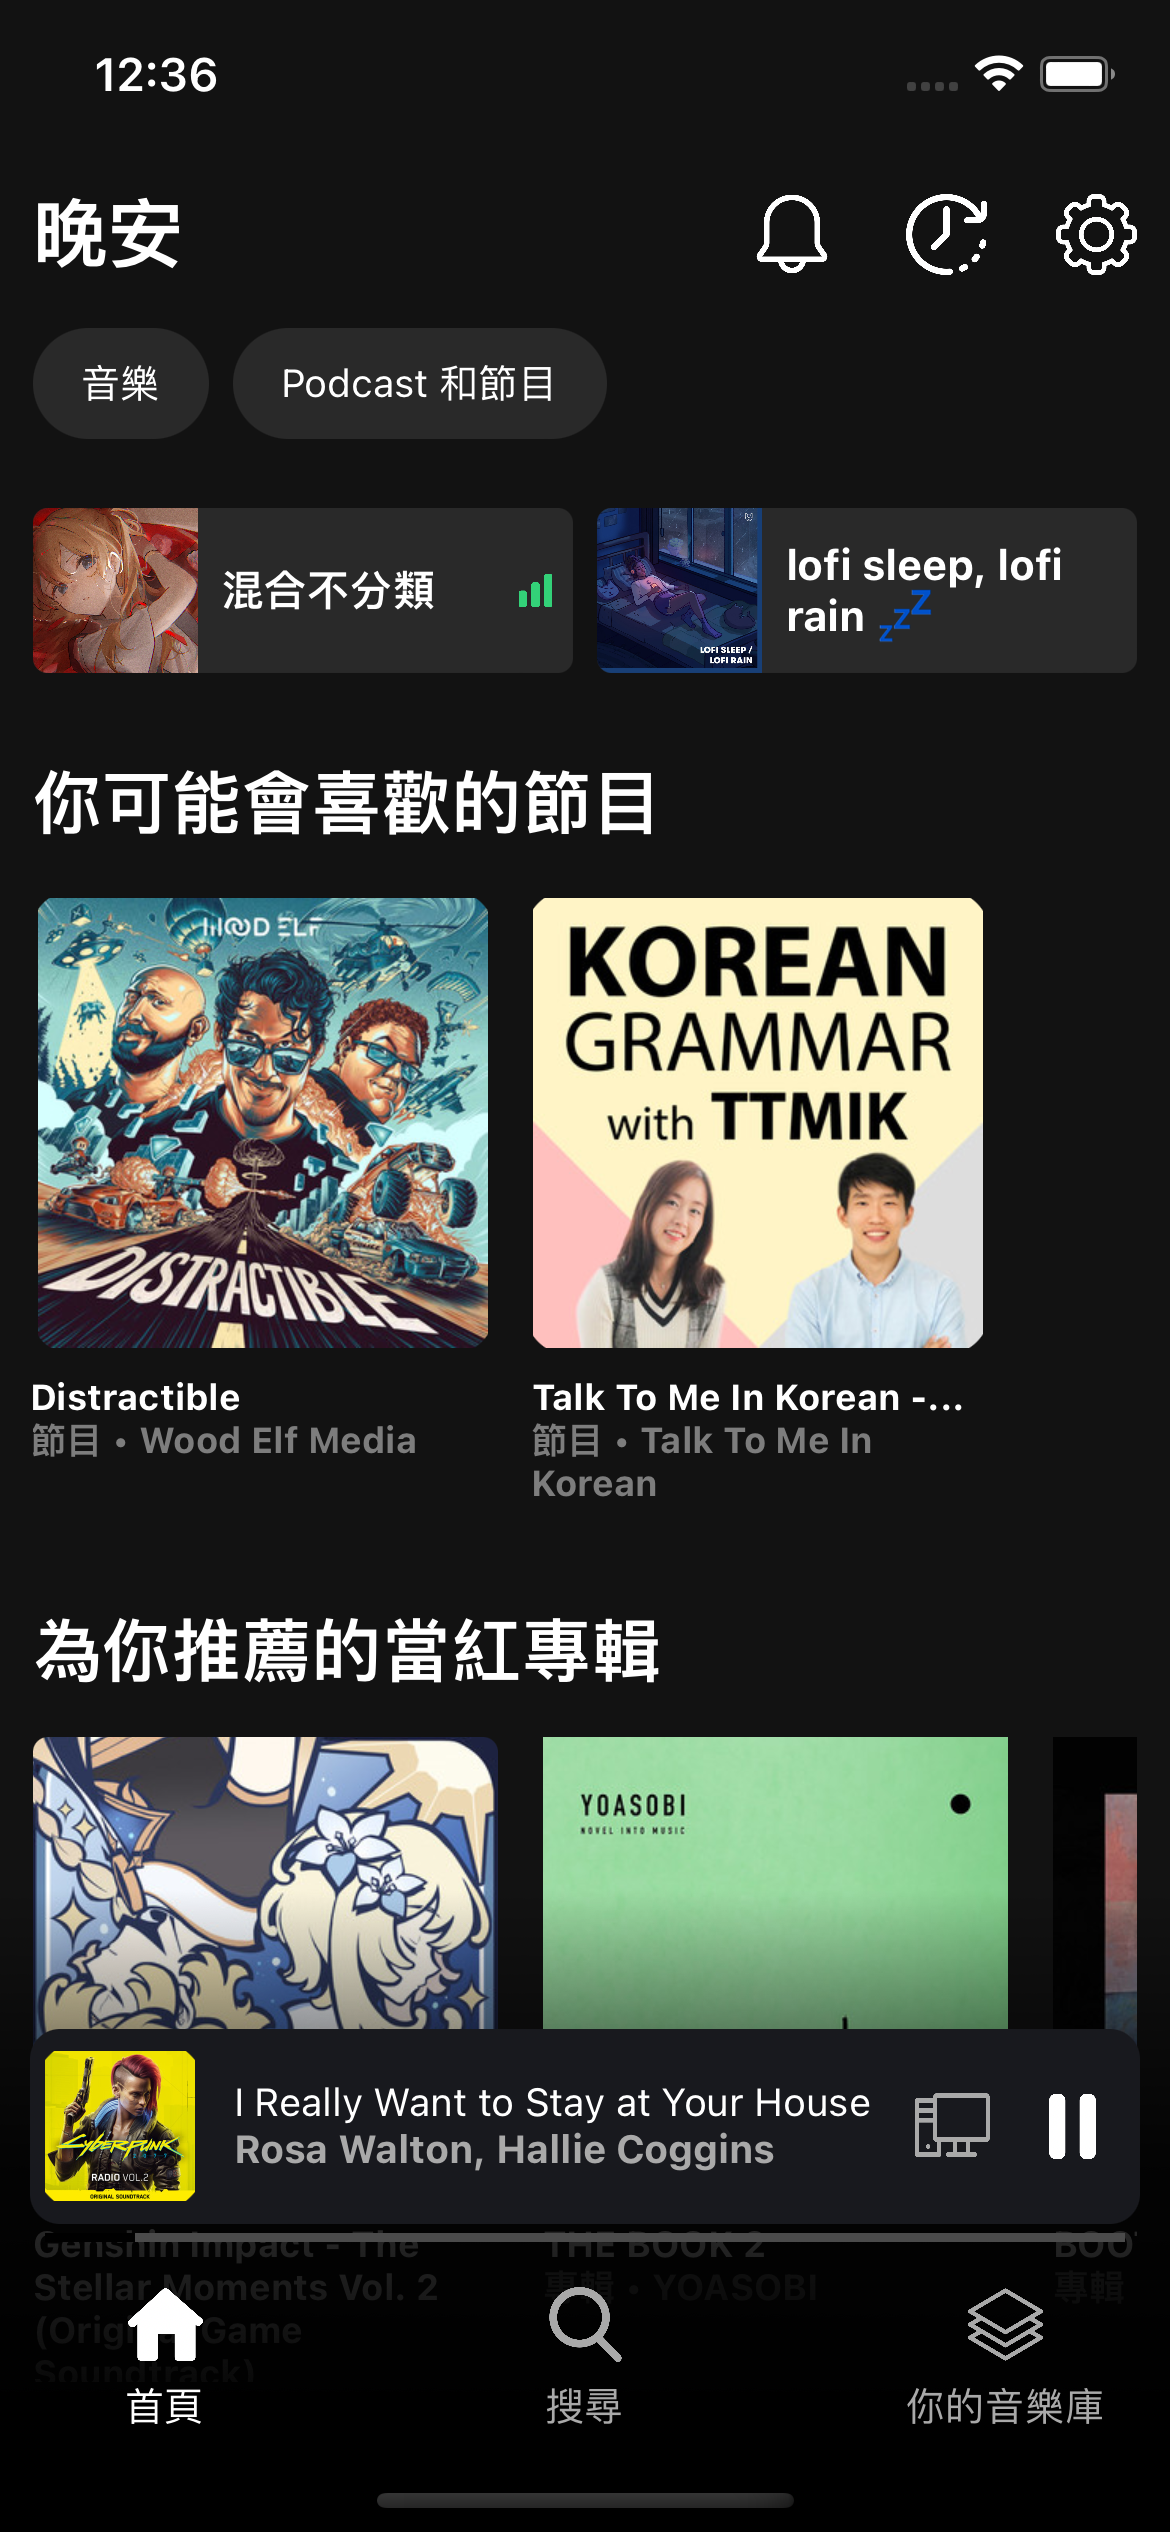 12:36
晚安
音樂
Podcast 和節目
混合不分類
lofi sleep, lofi
rain 💤
LOFI SLEEP /
LOFI RAIN
你可能會喜歡的節目
WOOD ELF
DISTRACTIBLE
KOREAN
GRAMMAR
with TTMIK
Distractible
節目 • Wood Elf Media
Talk To Me In Korean -...
節目 • Talk To Me In
Korean
為你推薦的當紅專輯
YOASOBI
NOVEL INTO MUSIC
Cyberpunk
RADIO VOL.2
ORIGINAL SOUNDTRACK
I Really Want to Stay at Your House
Rosa Walton, Hallie Coggins
Genshin Impact - The
Stellar Moments Vol. 2
(Original Game
Soundtrack)
THE BOOK 2
專輯 • YOASOBI
BOO
專輯
首頁
搜尋
你的音樂庫